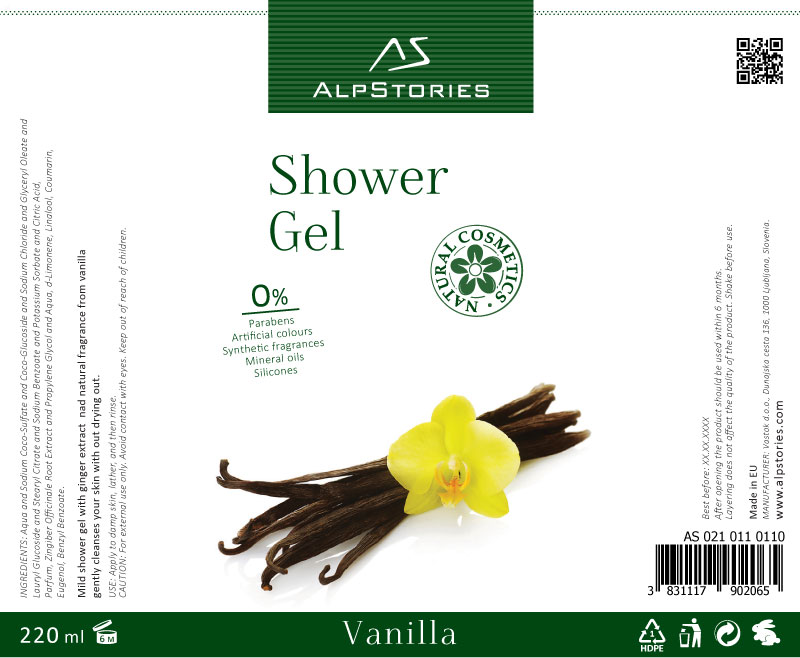 AS
ALPSTORIES
Shower
Gel
NATURAL COSMETICS •
0%
Parabens
Artificial colours
Synthetic fragrances
Mineral oils
Silicones
INGREDIENTS: Aqua and Sodium Coco-Sulfate and Coco-Glucoside and Sodium Chloride and Glyceryl Oleate and
Lauryl Glucoside and Stearyl Citrate and Sodium Benzoate and Potassium Sorbate and Citric Acid,
Parfum, Zingiber Officinale Root Extract and Propylene Glycol and Aqua, d-Limonene, Linalool, Coumarin,
Eugenol, Benzyl Benzoate.
Mild shower gel with ginger extract nad natural fragrance from vanilla
gently cleanses your skin with out drying out.
USE: Apply to damp skin, lather, and then rinse.
CAUTION: For external use only. Avoid contact with eyes. Keep out of reach of children.
Best before: XX.XX.XXXX
After opening the product should be used within 6 months.
Layering does not affect the quality of the product. Shake before use.
Made in EU
MANUFACTURER: Vastok d.o.o., Dunajska cesta 136, 1000 Ljubljana, Slovenia.
www.alpstories.com
AS 021 011 0110
3 831117 902065
220 ml
6 M
Vanilla
1
HDPE